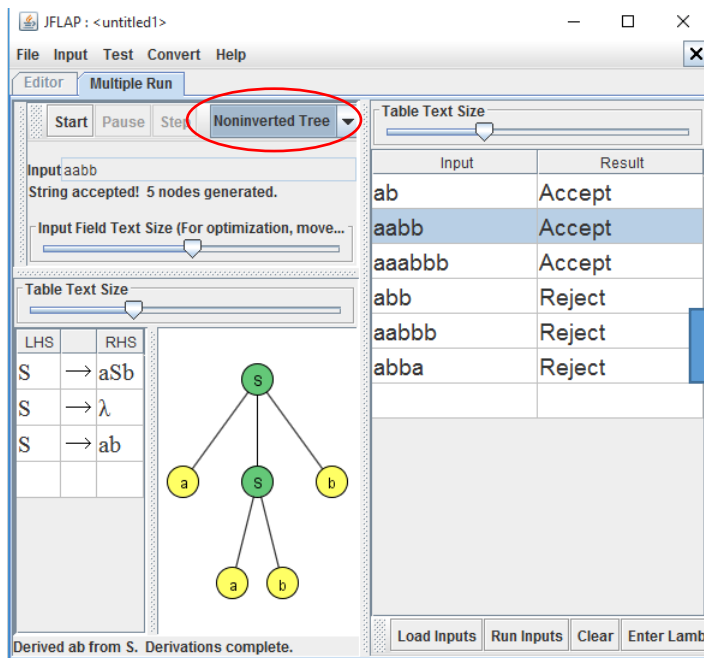 JFLAP : <untitled1>
File Input Test Convert Help
Editor Multiple Run
Start Pause Step Noninverted Tree
Input aabb
String accepted! 5 nodes generated.
Input Field Text Size (For optimization, move...
Table Text Size
LHS RHS
S → aSb
S → λ
S → ab
S
a S b
a b
Derived ab from S. Derivations complete.
Table Text Size
Input Result
ab Accept
aabb Accept
aaabbb Accept
abb Reject
aabbb Reject
abba Reject
Load Inputs Run Inputs Clear Enter Lamb